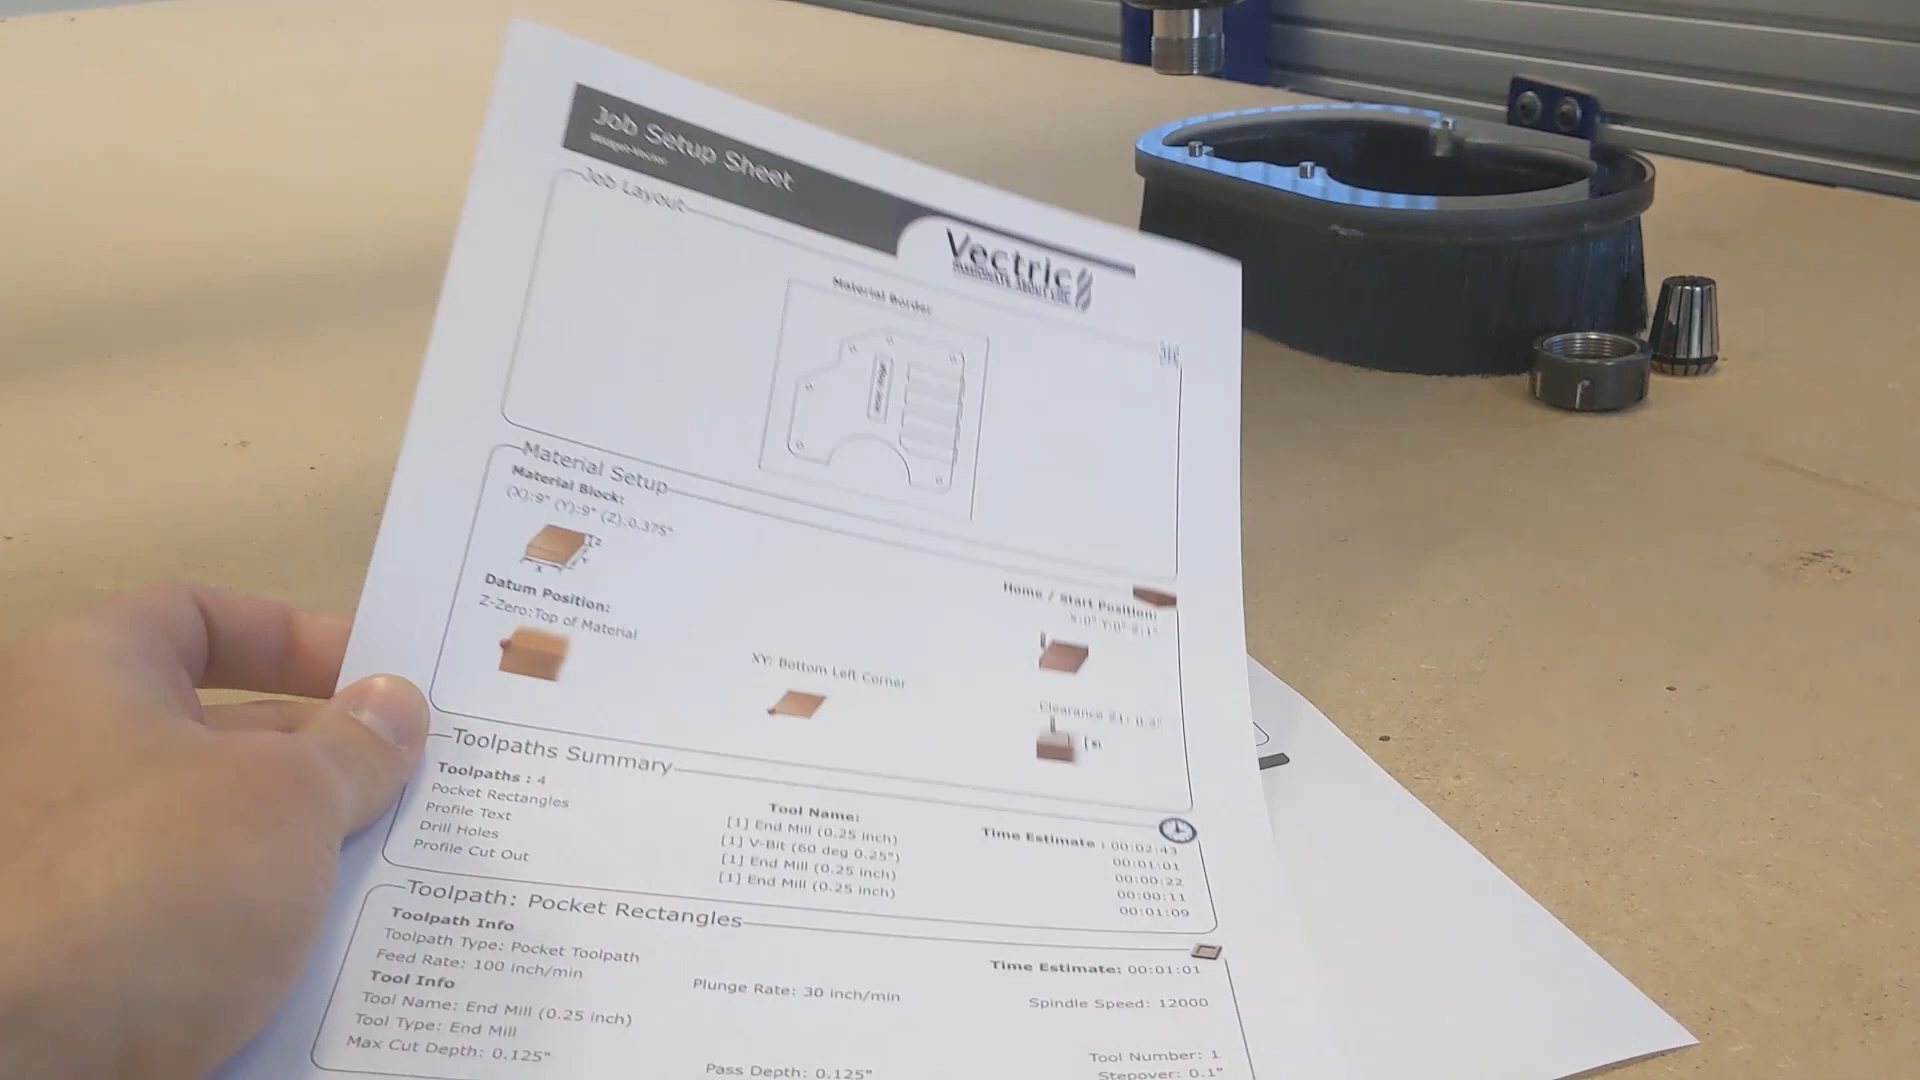 Job Setup Sheet
Job Layout
Vectric
Material Border
Material Setup
Material Block:
(X):9" (Y):9" (Z):0.375"
Z
Y
X
Datum Position:
Z-Zero:Top of Material
XY: Bottom Left Corner
Home / Start Position:
X:0" Y:0" Z:1"
Clearance
Toolpaths Summary
Toolpaths : 4
Pocket Rectangles
Profile Text
Drill Holes
Profile Cut Out
Tool Name:
[1] End Mill (0.25 inch)
[1] V-Bit (60 deg 0.25")
[1] End Mill (0.25 inch)
[1] End Mill (0.25 inch)
Time Estimate : 00:02:43
00:01:01
00:00:22
00:00:11
00:01:09
Toolpath: Pocket Rectangles
Toolpath Info
Toolpath Type: Pocket Toolpath
Feed Rate: 100 inch/min
Plunge Rate: 30 inch/min
Time Estimate: 00:01:01
Spindle Speed: 12000
Tool Info
Tool Name: End Mill (0.25 inch)
Tool Type: End Mill
Max Cut Depth: 0.125"
Pass Depth: 0.125"
Tool Number: 1
Stepover: 0.1"